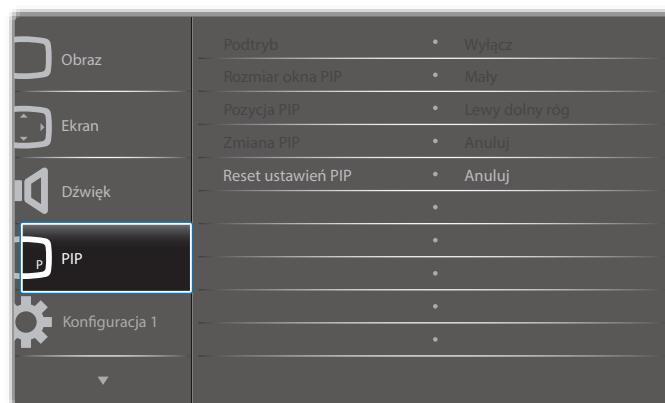 Obraz
Ekran
Dźwięk
P
PIP
Konfiguracja 1
Podtryb • Wyłącz
Rozmiar okna PIP • Mały
Pozycja PIP • Lewy dolny róg
Zmiana PIP • Anuluj
Reset ustawień PIP • Anuluj